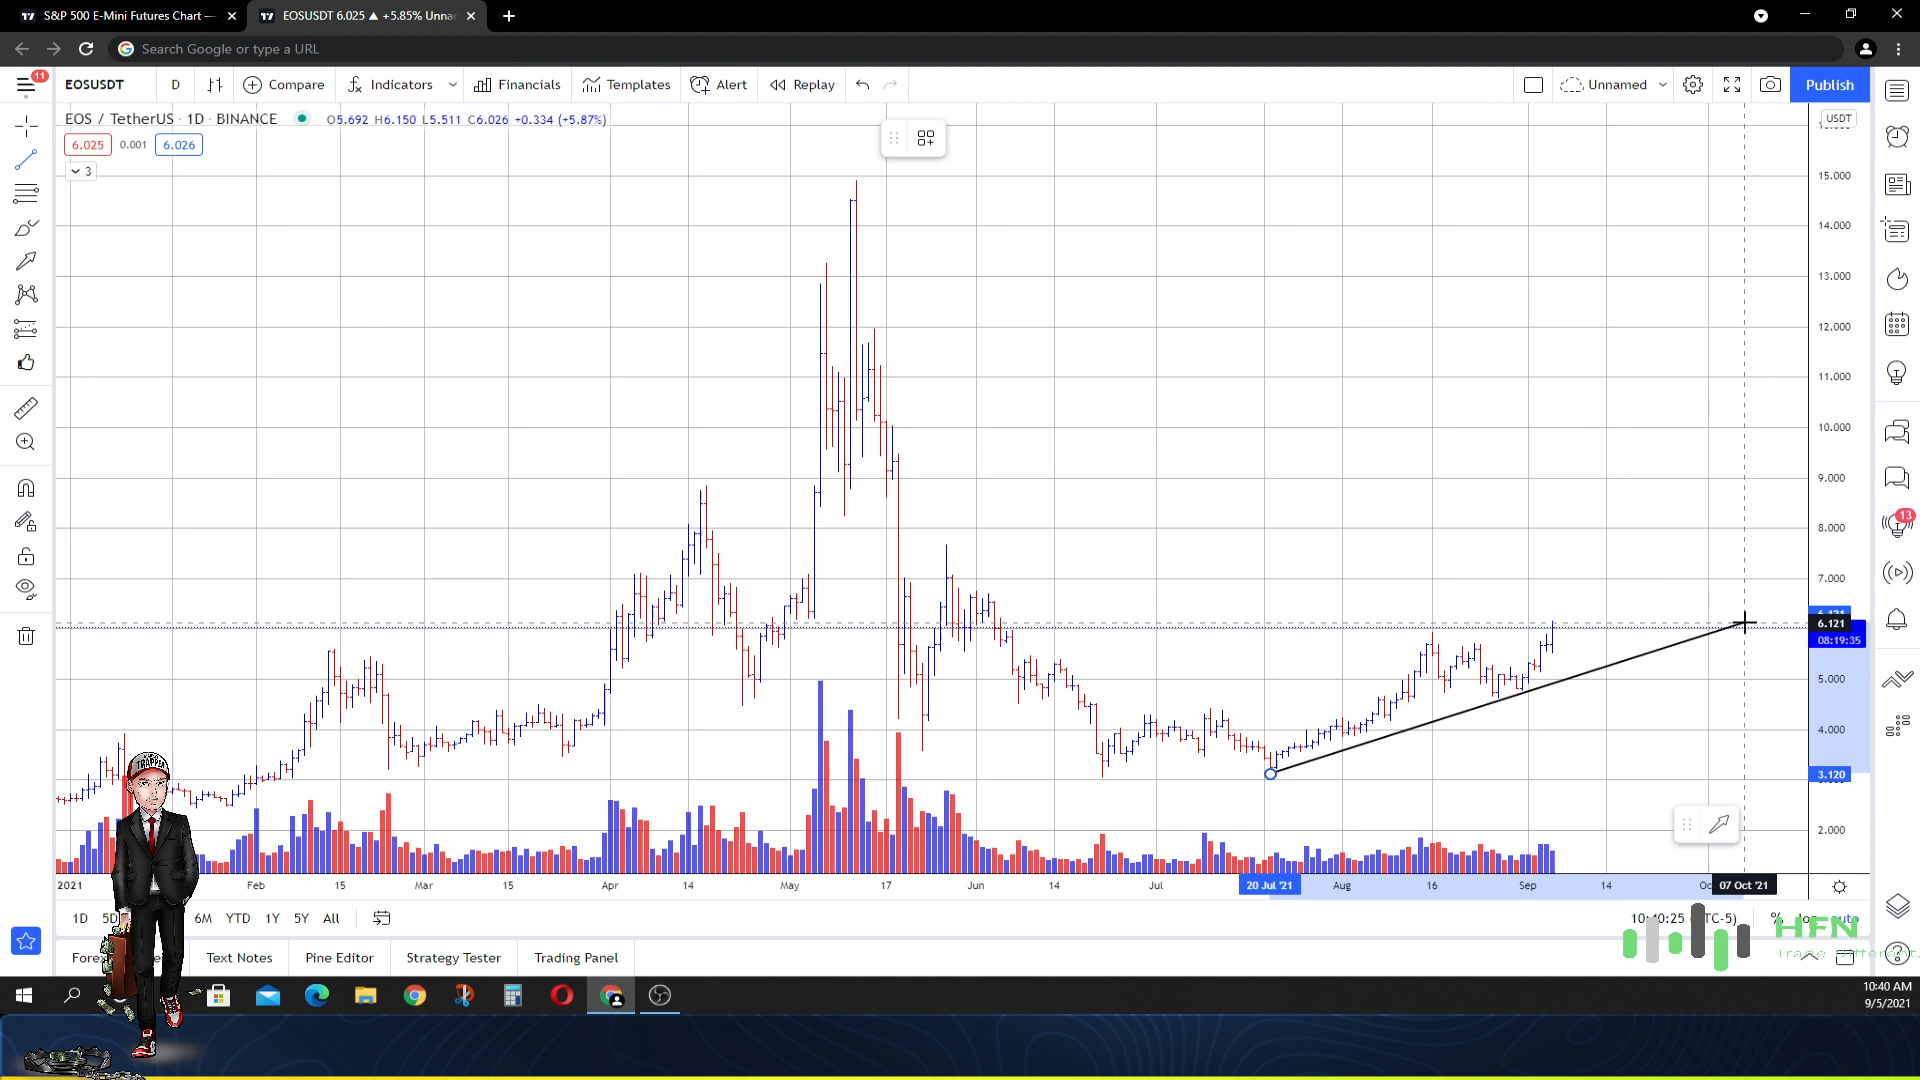 S&P 500 E-Mini Futures Chart —
EOSUSDT 6.025 ▲ +5.85% Unnar
Search Google or type a URL
11
EOSUSDT
D
Compare
Indicators
Financials
Templates
Alert
Replay
Unnamed
Publish
EOS / TetherUS · 1D · BINANCE
O5.692 H6.150 L5.511 C6.026 +0.334 (+5.87%)
USDT
6.025
0.001
6.026
3
15.000
14.000
13.000
12.000
11.000
10.000
9.000
8.000
7.000
13
6.121
08:19:35
5.000
4.000
3.120
2.000
TRAPPER
2021
Feb
15
Mar
15
Apr
14
May
17
Jun
14
Jul
20 Jul '21
Aug
16
Sep
14
07 Oct '21
1D
6M
YTD
1Y
5Y
All
%
HFN
Trade Different.
Text Notes
Pine Editor
Strategy Tester
Trading Panel
10:40 AM
9/5/2021